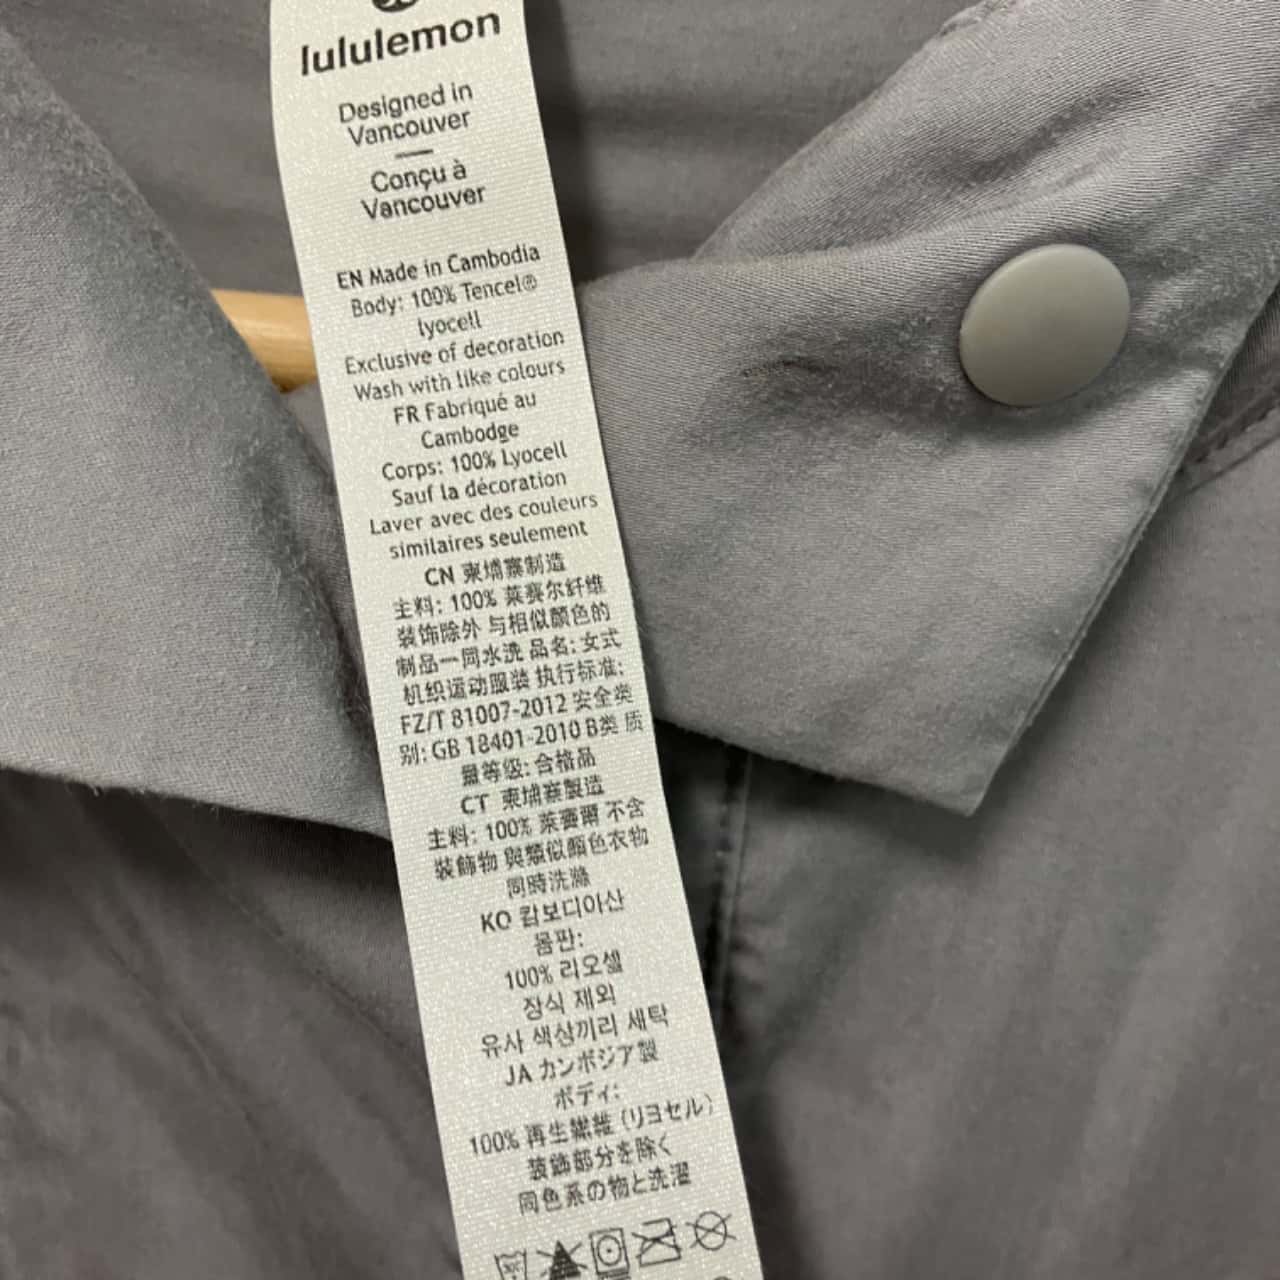 lululemon
Designed in
Vancouver
—
Conçu à
Vancouver
EN Made in Cambodia
Body: 100% Tencel®
lyocell
Exclusive of decoration
Wash with like colours
FR Fabriqué au
Cambodge
Corps: 100% Lyocell
Sauf la décoration
Laver avec des couleurs
similaires seulement
CN 柬埔寨制造
主料: 100% 莱赛尔纤维
装饰除外 与相似颜色的
制品一同水洗 品名: 女式
机织运动服装 执行标准:
FZ/T 81007-2012 安全类
别: GB 18401-2010 B类 质
量等级: 合格品
CT 柬埔寨製造
主料: 100% 萊賽爾 不含
裝飾物 與類似顏色衣物
同時洗滌
KO 캄보디아산
몸판:
100% 리오셀
장식 제외
유사 색상끼리 세탁
JA カンボジア製
ボディ:
100% 再生繊維 (リヨセル)
装飾部分を除く
同色系の物と洗濯